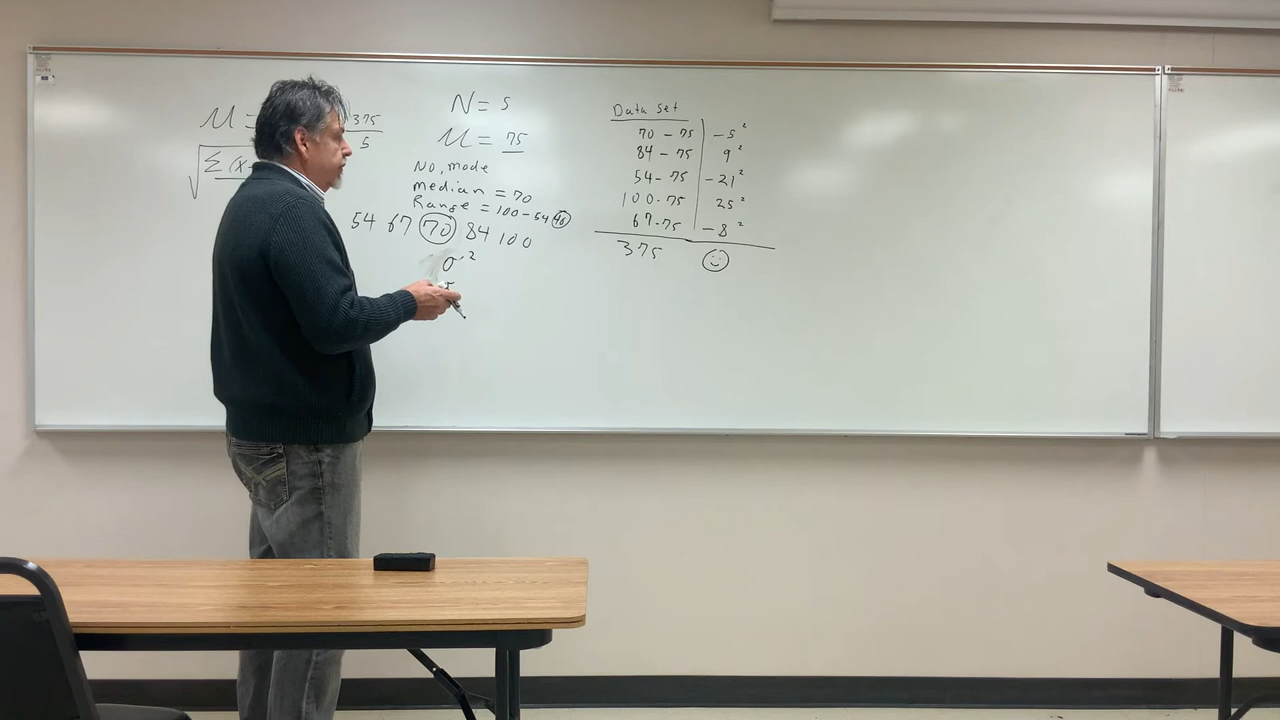 M =
375
5
√Σ(x-
N = 5
M = 75
No, mode
median = 70
Range = 100 - 54 46
54 67 70 84 100
σ²
Data set
70 - 75 | -5²
84 - 75 | 9²
54 - 75 | -21²
100 - 75 | 25²
67 - 75 | -8²
375